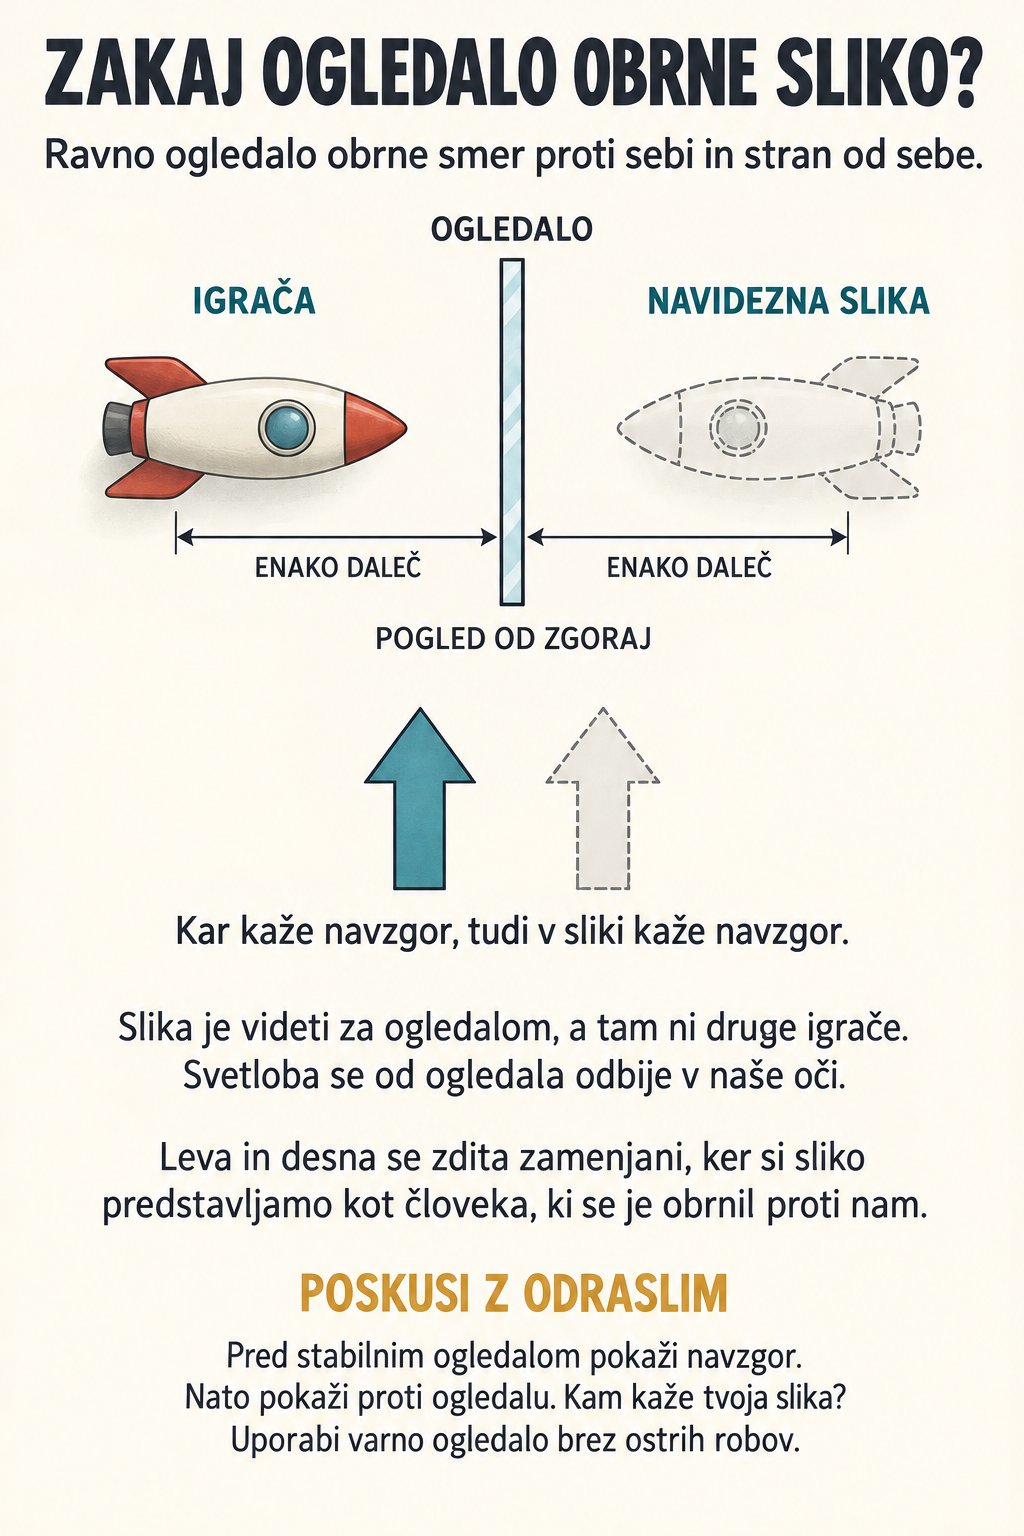 ZAKAJ OGLEDALO OBRNE SLIKO?
Ravno ogledalo obrne smer proti sebi in stran od sebe.
OGLEDALO
IGRAČA
NAVIDEZNA SLIKA
ENAKO DALEČ
ENAKO DALEČ
POGLED OD ZGORAJ
Kar kaže navzgor, tudi v sliki kaže navzgor.
Slika je videti za ogledalom, a tam ni druge igrače.
Svetloba se od ogledala odbije v naše oči.
Leva in desna se zdita zamenjani, ker si sliko
predstavljamo kot človeka, ki se je obrnil proti nam.
POSKUSI Z ODRASLIM
Pred stabilnim ogledalom pokaži navzgor.
Nato pokaži proti ogledalu. Kam kaže tvoja slika?
Uporabi varno ogledalo brez ostrih robov.